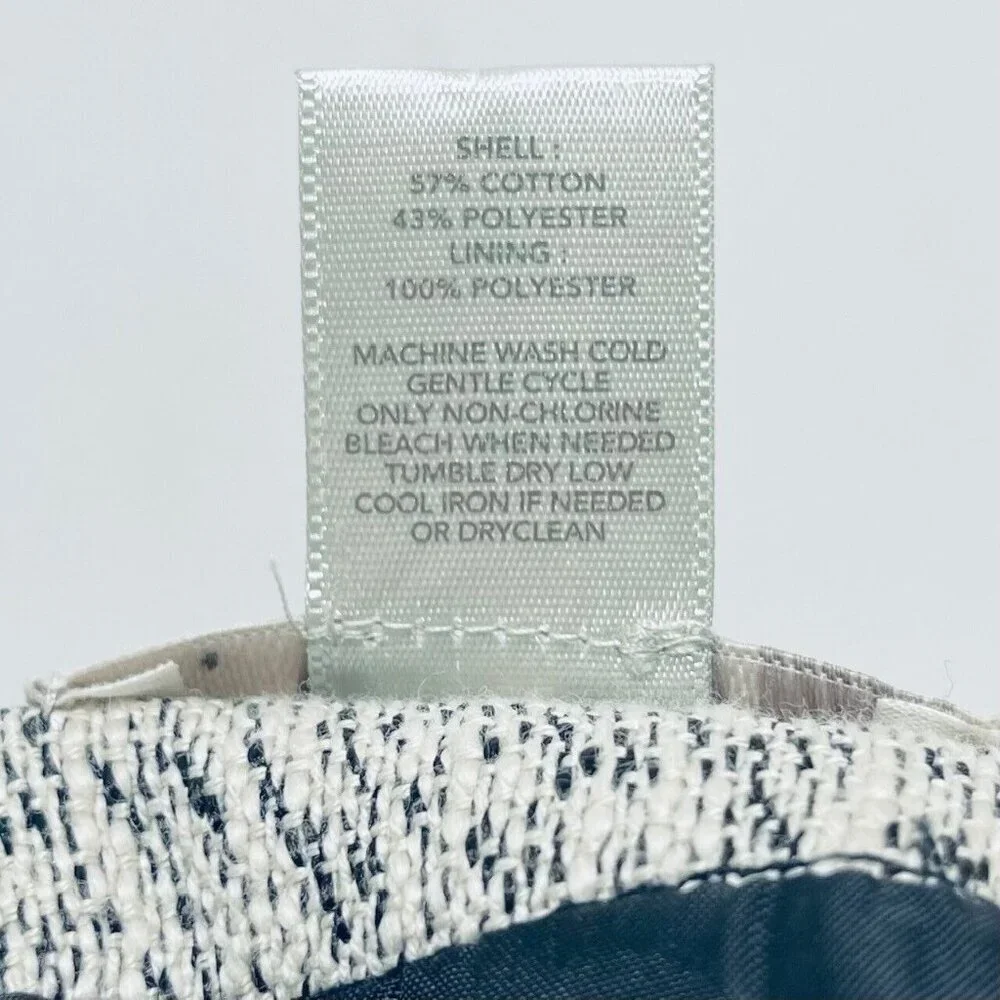 SHELL :
57% COTTON
43% POLYESTER
LINING :
100% POLYESTER
MACHINE WASH COLD
GENTLE CYCLE
ONLY NON-CHLORINE
BLEACH WHEN NEEDED
TUMBLE DRY LOW
COOL IRON IF NEEDED
OR DRYCLEAN